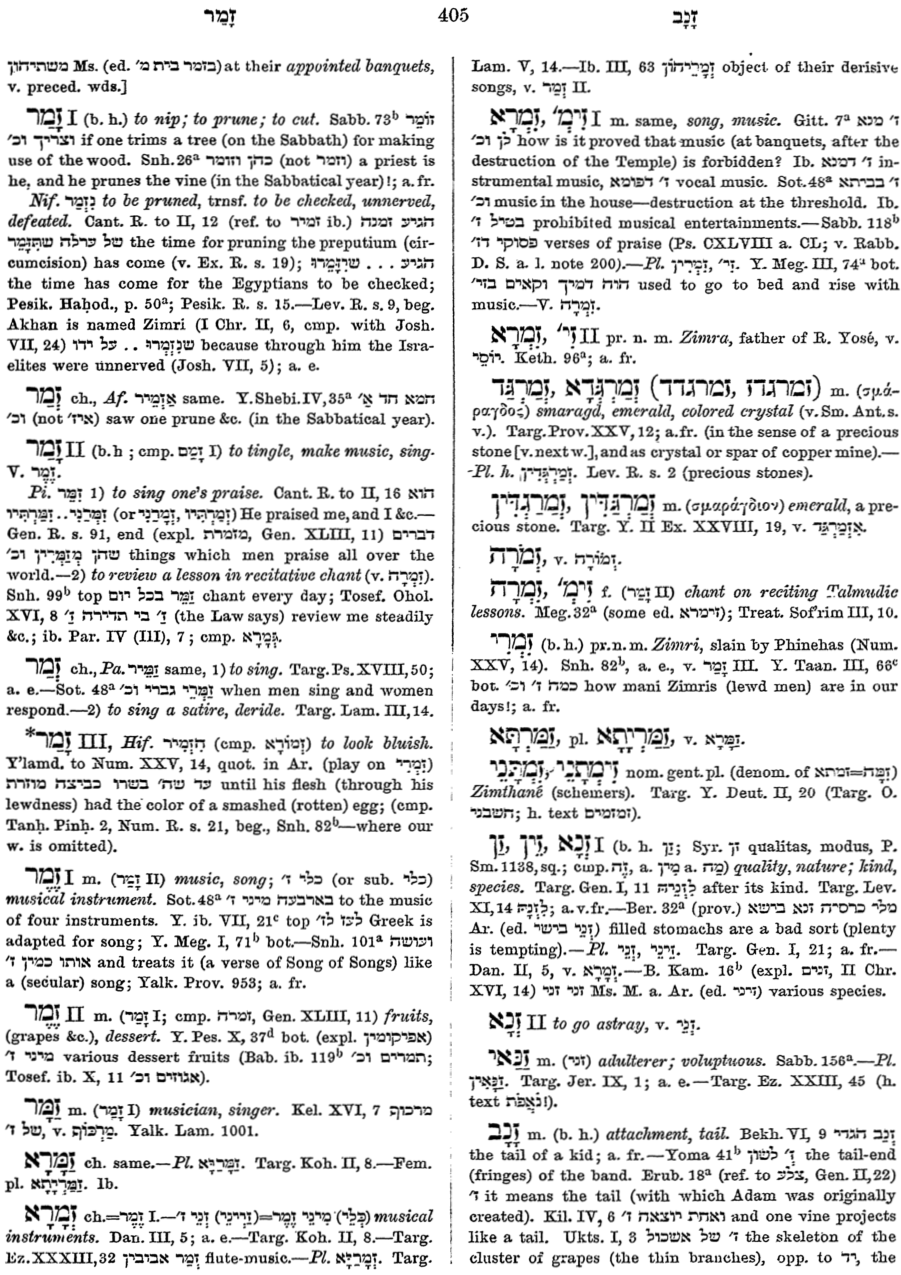 זָמַר
405
זָנָב
משתיהון Ms. (ed. בזמר בית מ׳) at their appointed banquets,
v. preced. wds.]
זָמַר I (b. h.) to nip; to prune; to cut. Sabb. 73ᵇ זומר
וצריך וכ׳ if one trims a tree (on the Sabbath) for making
use of the wood. Snh. 26ᵃ כהן וזומר (not וזמר) a priest is
he, and he prunes the vine (in the Sabbatical year)!; a. fr.
Nif. נִזְמַר to be pruned, trnsf. to be checked, unnerved,
defeated. Cant. R. to II, 12 (ref. to זמיר ib.) הגיע זמנה
של ערלה שתִּזָּמֵר the time for pruning the preputium (cir-
cumcision) has come (v. Ex. R. s. 19); הגיע . . . שיִזָּמְרוּ
the time has come for the Egyptians to be checked;
Pesik. Haḥod., p. 50ᵃ; Pesik. R. s. 15.—Lev. R. s. 9, beg.
Akhan is named Zimri (I Chr. II, 6, cmp. with Josh.
VII, 24) שנִזְמְרוּ . . על ידו because through him the Isra-
elites were unnerved (Josh. VII, 5); a. e.
זְמַר ch., Af. אַזְמֵיר same. Y. Shebi. IV, 35ᵃ חמא חד אַ׳
וכ׳ (not איז׳) saw one prune &c. (in the Sabbatical year).
זָמַר II (b. h; cmp. זָמַם I) to tingle, make music, sing.
V. זֶמֶר.
Pi. זִמֵּר 1) to sing one's praise. Cant. R. to II, 16 הוא
זִמְּרַנִי . . זִמַּרְתִּיו (or זְמָרַנִי, זְמַרְתִּיו) He praised me, and I &c.—
Gen. R. s. 91, end (expl. מזמרת, Gen. XLIII, 11) דברים
שהן מְזַמְּרִין וכ׳ things which men praise all over the
world.—2) to review a lesson in recitative chant (v. זִמְרָה).
Snh. 99ᵇ top זַמֵּר בכל יום chant every day; Tosef. Ohol.
XVI, 8 זַ׳ בי תדירה זַ׳ (the Law says) review me steadily
&c.; ib. Par. IV (III), 7; cmp. גְּמָרָא.
זְמַר ch., Pa. זַמֵּיר same, 1) to sing. Targ. Ps. XVIII, 50;
a. e.—Sot. 48ᵃ זַמְּרֵי גברי וכ׳ when men sing and women
respond.—2) to sing a satire, deride. Targ. Lam. III, 14.
*זָמַר III, Hif. הִזְמִיר (cmp. זְמוֹרָא) to look bluish.
Y'lamd. to Num. XXV, 14, quot. in Ar. (play on זִמְרִי)
עד שה׳ בשרו כביצה מוזרת until his flesh (through his
lewdness) had the color of a smashed (rotten) egg; (cmp.
Tanḥ. Pinḥ. 2, Num. R. s. 21, beg., Snh. 82ᵇ—where our
w. is omitted).
זֶמֶר I m. (זָמַר II) music, song; כלי ז׳ (or sub. כלי)
musical instrument. Sot. 48ᵃ בארבעה מיני ז׳ to the music
of four instruments. Y. ib. VII, 21ᶜ top לעז לז׳ Greek is
adapted for song; Y. Meg. I, 71ᵇ bot.—Snh. 101ᵃ ועושה
אותו כמין ז׳ and treats it (a verse of Song of Songs) like
a (secular) song; Yalk. Prov. 953; a. fr.
זֶמֶר II m. (זָמַר I; cmp. זמרה, Gen. XLIII, 11) fruits,
(grapes &c.), dessert. Y. Pes. X, 37ᵈ bot. (expl. אפיקומין)
מיני ז׳ various dessert fruits (Bab. ib. 119ᵇ תמרים וכ׳;
Tosef. ib. X, 11 אגוזים וכ׳).
זַמָּר m. (זָמַר I) musician, singer. Kel. XVI, 7 מרכוף
של ז׳, v. מַרְכּוֹף. Yalk. Lam. 1001.
זַמָּרָא ch. same.—Pl. זַמָּרַיָּא. Targ. Koh. II, 8.—Fem.
pl. זַמָּרְיָתָא. Ib.
זְמָרָא ch.=זֶמֶר I.—זְנֵי ז׳ (זַיְינֵי)=מִינֵי זֶמֶר (כְּלֵי) musical
instruments. Dan. III, 5; a. e.—Targ. Koh. II, 8.—Targ.
Ez. XXXIII, 32 זְמַר אבובין flute-music.—Pl. זְמָרַיָּא. Targ.
Lam. V, 14.—Ib. III, 63 זְמָרֵיהוֹן object of their derisive
songs, v. זְמַר II.
זִמְרָא, זִימְ׳ I m. same, song, music. Gitt. 7ᵃ ז׳ מנא
לן וכ׳ how is it proved that music (at banquets, after the
destruction of the Temple) is forbidden? Ib. ז׳ דמנא in-
strumental music, ז׳ דפומא vocal music. Sot. 48ᵃ ז׳ בביתא
וכ׳ music in the house—destruction at the threshold. Ib.
בטיל ז׳ prohibited musical entertainments.—Sabb. 118ᵇ
פסוקי דז׳ verses of praise (Ps. CXLVIII a. CL; v. Rabb.
D. S. a. l. note 200).—Pl. זִמְרִין, זִי׳. Y. Meg. III, 74ᵃ bot.
הוה דמיך וקאים בזי׳ used to go to bed and rise with
music.—V. זִמְרָה.
זִמְרָא, זִי׳ II pr. n. m. Zimra, father of R. Yosé, v.
יוֹסֵי. Keth. 96ᵃ; a. fr.
זְמַרְגַּד, זְמַרְגְּדָא (זמרגדד, זמרגדז) m. (σμά-
ραγδος) smaragd, emerald, colored crystal (v. Sm. Ant. s.
v.). Targ. Prov. XXV, 12; a. fr. (in the sense of a precious
stone [v. next w.], and as crystal or spar of copper mine).—
-Pl. h. זְמַרְגְּדִין. Lev. R. s. 2 (precious stones).
זְמַרְגְּדִין, זְמַרְגָּדִין m. (σμαράγδιον) emerald, a pre-
cious stone. Targ. Y. II Ex. XXVIII, 19, v. אִזְמַרְגַּד.
זְמֹרָה, v. זְמוֹרָה.
זִמְרָה, זִימְ׳ f. (זָמַר II) chant on reciting Talmudic
lessons. Meg. 32ᵃ (some ed. זימרא); Treat. Sof'rim III, 10.
זִמְרִי (b. h.) pr. n. m. Zimri, slain by Phinehas (Num.
XXV, 14). Snh. 82ᵇ, a. e., v. זָמַר III. Y. Taan. III, 66ᶜ
bot. כמה ז׳ וכ׳ how mani Zimris (lewd men) are in our
days!; a. fr.
זַמַּרְתָּא, pl. זַמָּרְיָתָא, v. זַמָּרָא.
זִימְתָנֵי, זִמְתָּנֵי nom. gent. pl. (denom. of זמתא=זִמָּה)
Zimthané (schemers). Targ. Y. Deut. II, 20 (Targ. O.
חשבני; h. text זמזמים).
זַן, זֵין, זְנָא I (b. h. זַן; Syr. זן qualitas, modus, P.
Sm. 1138, sq.; cmp. זֶה, a. מִין a. מַה) quality, nature; kind,
species. Targ. Gen. I, 11 לִזְנֵיהּ after its kind. Targ. Lev.
XI, 14 לִזְנָהּ; a. v. fr.—Ber. 32ᵃ (prov.) מלי כרסיה זנא בישא
Ar. (ed. זְנֵי בישי) filled stomachs are a bad sort (plenty
is tempting).—Pl. זְנֵי, זֵינֵי. Targ. Gen. I, 21; a. fr.—
Dan. II, 5, v. זְמָרָא.—B. Kam. 16ᵇ (expl. זנים, II Chr.
XVI, 14) זני זני Ms. M. a. Ar. (ed. זיני) various species.
זְנָא II to go astray, v. זְנֵי.
זַנָּאי m. (זני) adulterer; voluptuous. Sabb. 156ᵃ.—Pl.
זַנָּאִין. Targ. Jer. IX, 1; a. e.—Targ. Ez. XXIII, 45 (h.
text נֹאֲפֹת!).
זָנָב m. (b. h.) attachment, tail. Bekh. VI, 9 זְנַב הגדי
the tail of a kid; a. fr.—Yoma 41ᵇ זְ׳ לשון the tail-end
(fringes) of the band. Erub. 18ᵃ (ref. to צלע, Gen. II, 22)
ז׳ it means the tail (with which Adam was originally
created). Kil. IV, 6 ואחת יוצאה ז׳ and one vine projects
like a tail. Ukts. I, 3 ז׳ של אשכול the skeleton of the
cluster of grapes (the thin branches), opp. to יד, the